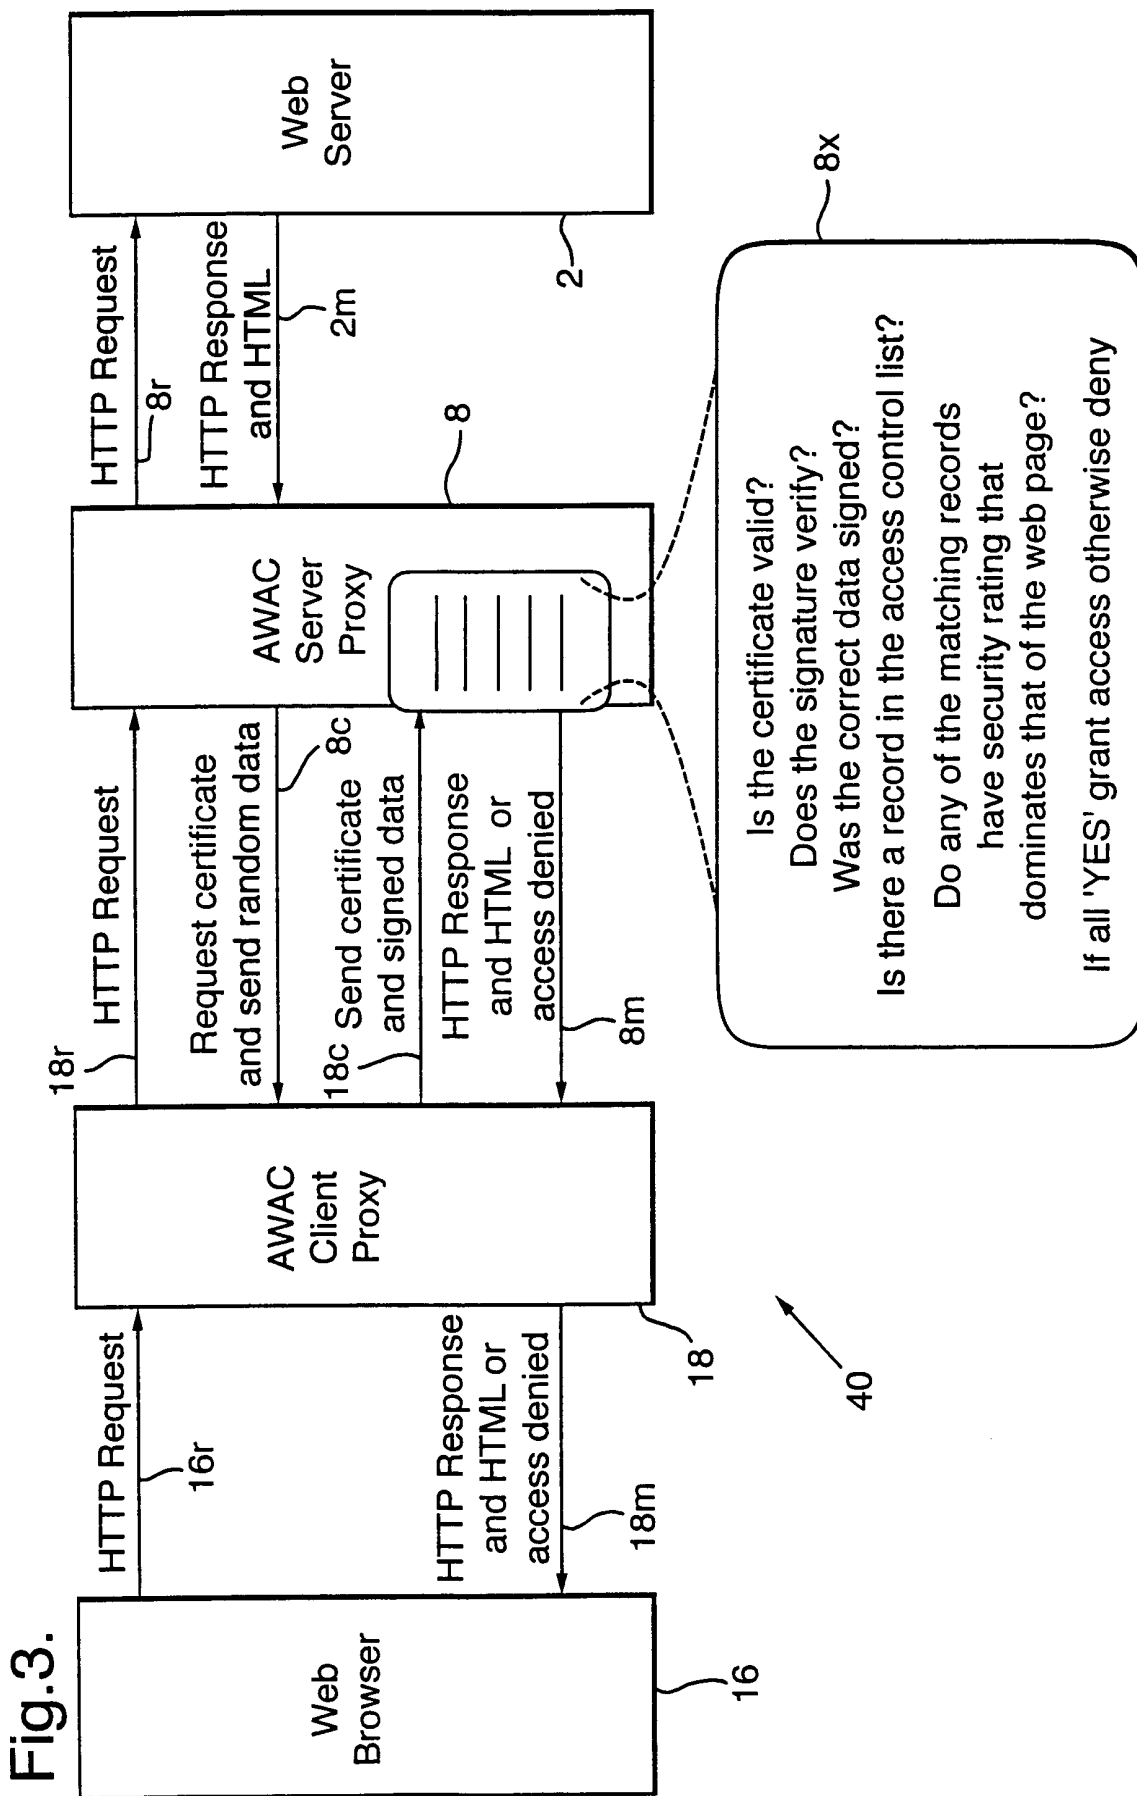 Fig.3.
Web
Browser
16
HTTP Request
16r
HTTP Response
and HTML or
access denied
18m
AWAC
Client
Proxy
18
40
18r
HTTP Request
Request certificate
and send random data
8c
18c
Send certificate
and signed data
HTTP Response
and HTML or
access denied
8m
AWAC
Server
Proxy
8
HTTP Request
8r
HTTP Response
and HTML
2m
Web
Server
2
8x
Is the certificate valid?
Does the signature verify?
Was the correct data signed?
Is there a record in the access control list?
Do any of the matching records
have security rating that
dominates that of the web page?
If all 'YES' grant access otherwise deny